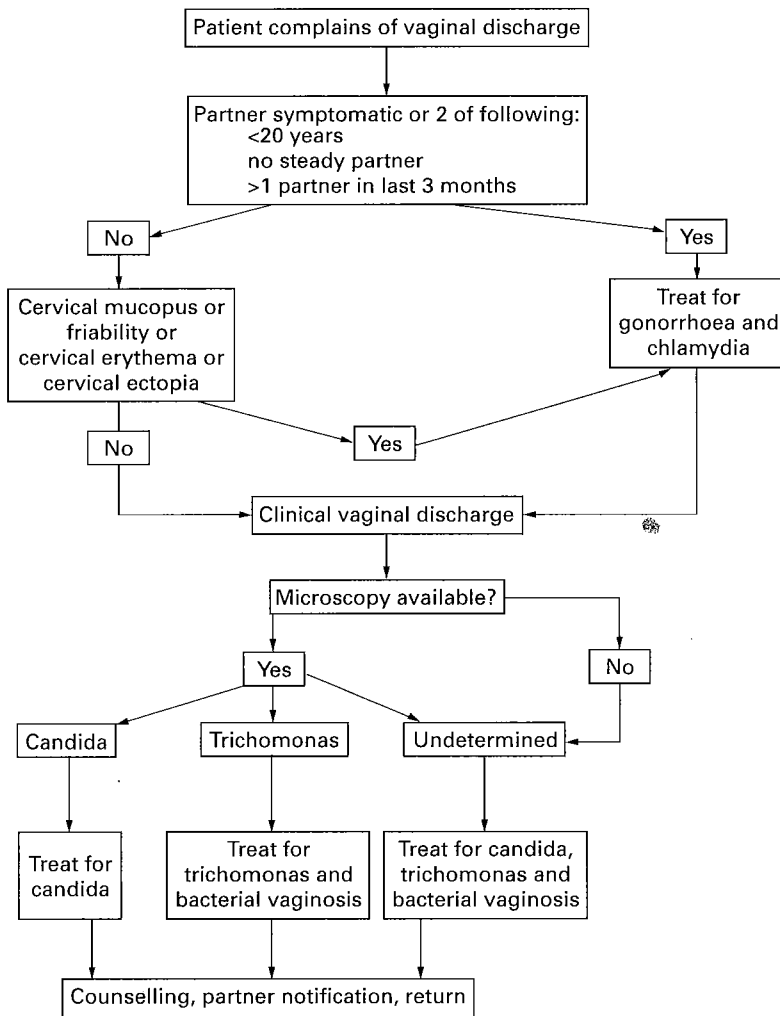 Patient complains of vaginal discharge
Partner symptomatic or 2 of following:
<20 years
no steady partner
>1 partner in last 3 months
No
Yes
Cervical mucopus or
friability or
cervical erythema or
cervical ectopia
Treat for
gonorrhoea and
chlamydia
No
Yes
Clinical vaginal discharge
Microscopy available?
Yes
No
Candida
Trichomonas
Undetermined
Treat for
candida
Treat for
trichomonas and
bacterial vaginosis
Treat for candida,
trichomonas and
bacterial vaginosis
Counselling, partner notification, return